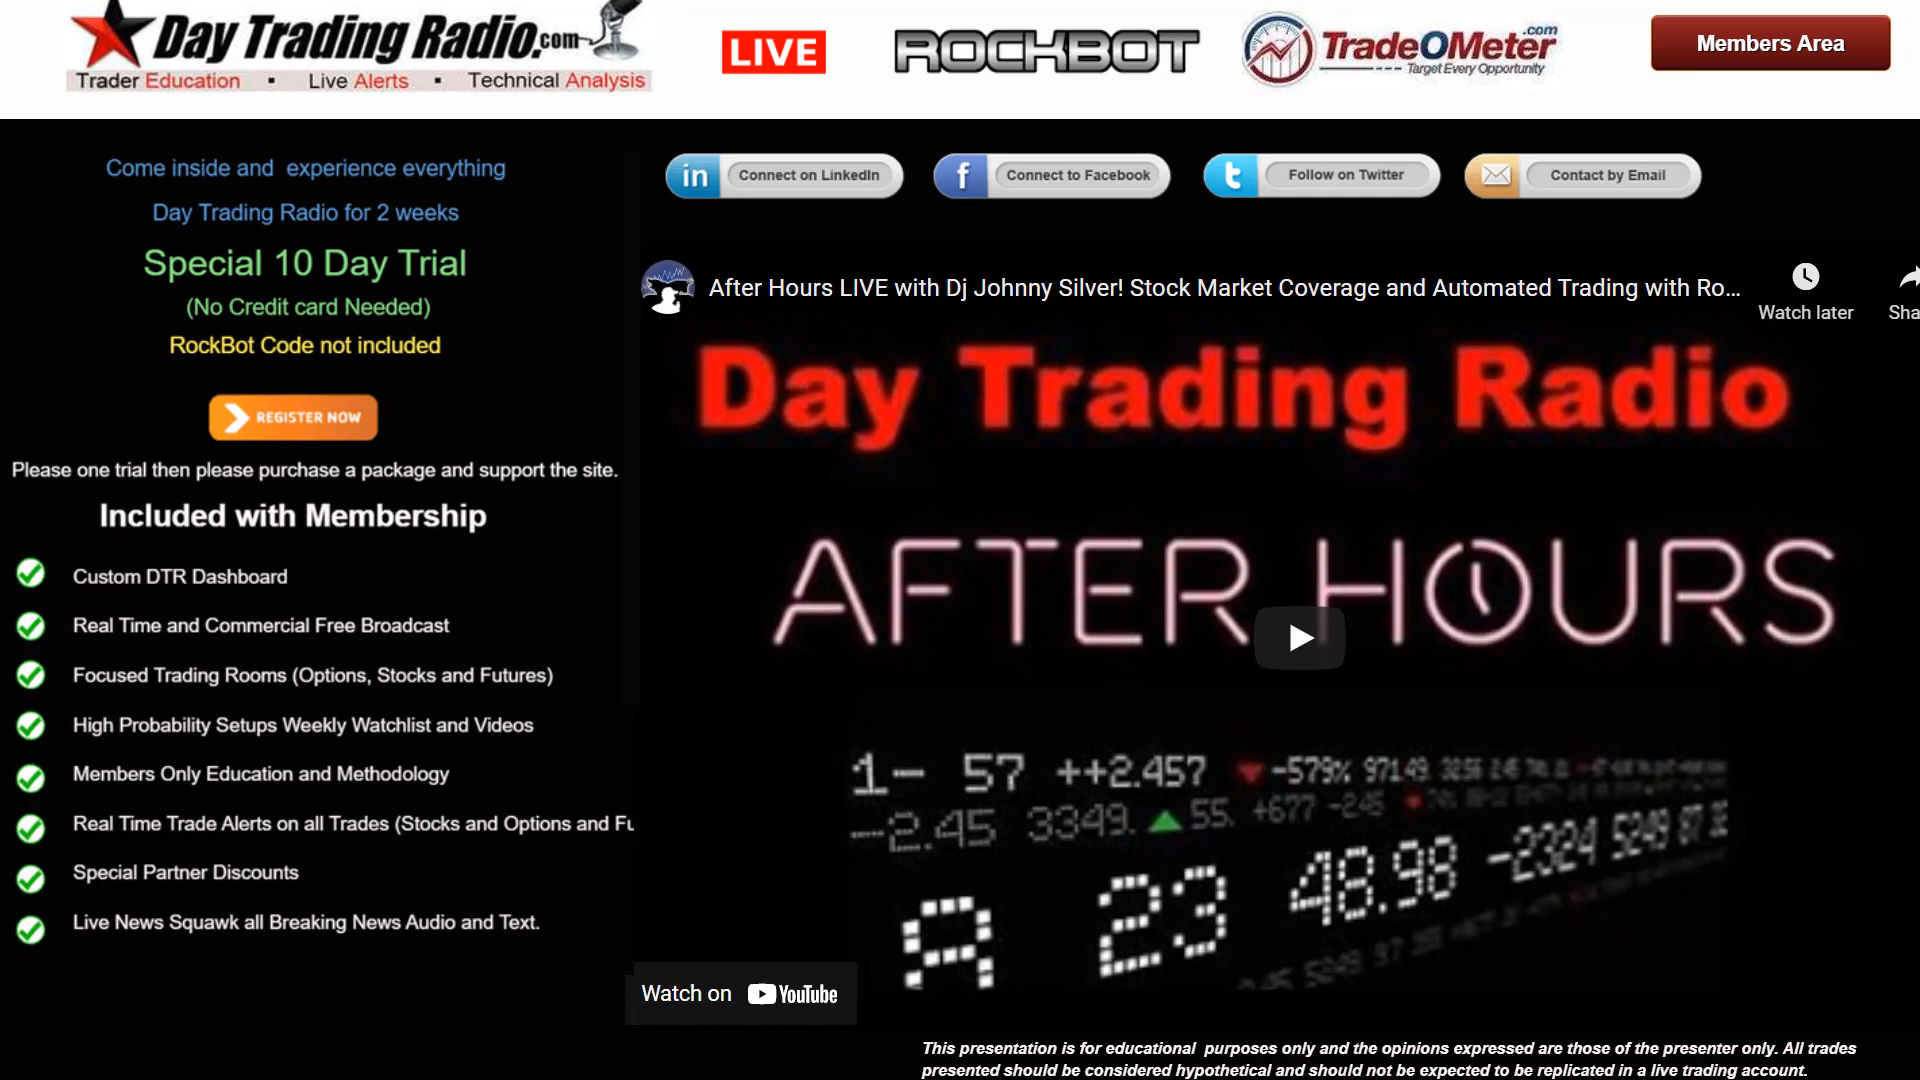 Day Trading Radio.com
Trader Education ▪ Live Alerts ▪ Technical Analysis
LIVE
ROCKBOT
TradeOMeter.com
Target Every Opportunity
Members Area
Come inside and experience everything
Day Trading Radio for 2 weeks
Special 10 Day Trial
(No Credit card Needed)
RockBot Code not included
REGISTER NOW
Please one trial then please purchase a package and support the site.
Included with Membership
Custom DTR Dashboard
Real Time and Commercial Free Broadcast
Focused Trading Rooms (Options, Stocks and Futures)
High Probability Setups Weekly Watchlist and Videos
Members Only Education and Methodology
Real Time Trade Alerts on all Trades (Stocks and Options and Fu
Special Partner Discounts
Live News Squawk all Breaking News Audio and Text.
in Connect on LinkedIn
f Connect to Facebook
t Follow on Twitter
Contact by Email
After Hours LIVE with Dj Johnny Silver! Stock Market Coverage and Automated Trading with Ro...
Watch later
Sha
Day Trading Radio
AFTER HOURS
1- 57 ++2.457 -579% 971.49
-2.45 3349. 55. +677 -245
A 23 48.98 -2324 5249
Watch on YouTube
This presentation is for educational purposes only and the opinions expressed are those of the presenter only. All trades
presented should be considered hypothetical and should not be expected to be replicated in a live trading account.